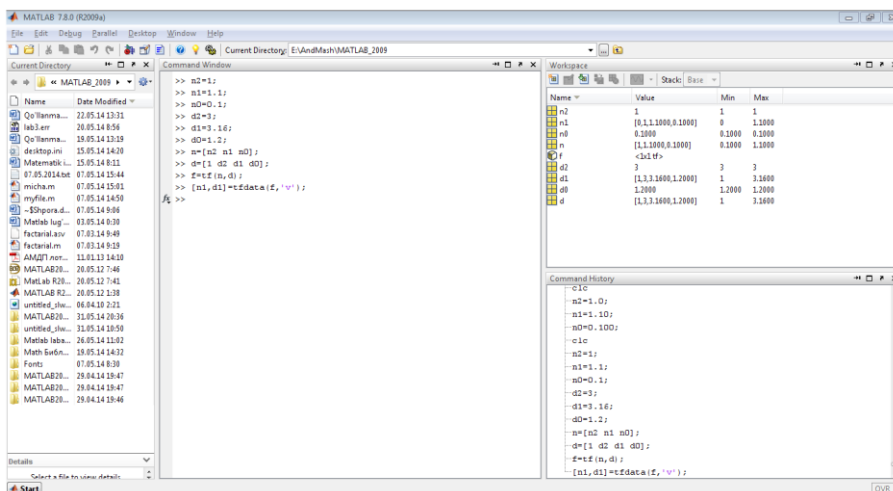 MATLAB 7.8.0 (R2009a)
File Edit Debug Parallel Desktop Window Help
Current Directory: E:\AndMash\MATLAB_2009
Current Directory
« MATLAB_2009
Name Date Modified
Qo'llanma.... 22.05.14 13:31
lab3.err 20.05.14 8:56
Qo'llanma... 19.05.14 13:19
desktop.ini 15.05.14 14:20
Matematik i... 15.05.14 8:11
07.05.2014.txt 07.05.14 15:44
micha.m 07.05.14 15:01
myfile.m 07.05.14 14:50
~$Shpora.d... 07.05.14 9:06
Matlab lug'... 03.05.14 0:30
factarial.asv 07.03.14 9:49
factarial.m 07.03.14 9:19
АМДП лот... 11.01.13 14:10
MATLAB20... 20.05.12 7:46
MatLab R20... 20.05.12 7:41
MATLAB R2... 20.05.12 1:38
untitled_slw... 06.04.10 2:21
MATLAB20... 31.05.14 20:36
untitled_slw... 31.05.14 10:50
Matlab laba... 26.05.14 11:02
Math Библ... 19.05.14 14:32
Fonts 07.05.14 8:30
MATLAB20... 29.04.14 19:47
MATLAB20... 29.04.14 19:47
MATLAB20... 29.04.14 19:46
Details
Select a file to view details
Start
Command Window
>> n2=1;
>> n1=1.1;
>> n0=0.1;
>> d2=3;
>> d1=3.16;
>> d0=1.2;
>> n=[n2 n1 n0];
>> d=[1 d2 d1 d0];
>> f=tf(n,d);
>> [n1,d1]=tfdata(f,'v');
fx >>
Workspace
Stack: Base
Name Value Min Max
n2 1 1 1
n1 [0,1,1.1000,0.1000] 0 1.1000
n0 0.1000 0.1000 0.1000
n [1,1.1000,0.1000] 0.1000 1.1000
f <1x1 tf>
d2 3 3 3
d1 [1,3,3.1600,1.2000] 1 3.1600
d0 1.2000 1.2000 1.2000
d [1,3,3.1600,1.2000] 1 3.1600
Command History
clc
n2=1.0;
n1=1.10;
n0=0.100;
clc
n2=1;
n1=1.1;
n0=0.1;
d2=3;
d1=3.16;
d0=1.2;
n=[n2 n1 n0];
d=[1 d2 d1 d0];
f=tf(n,d);
[n1,d1]=tfdata(f,'v');
OVR